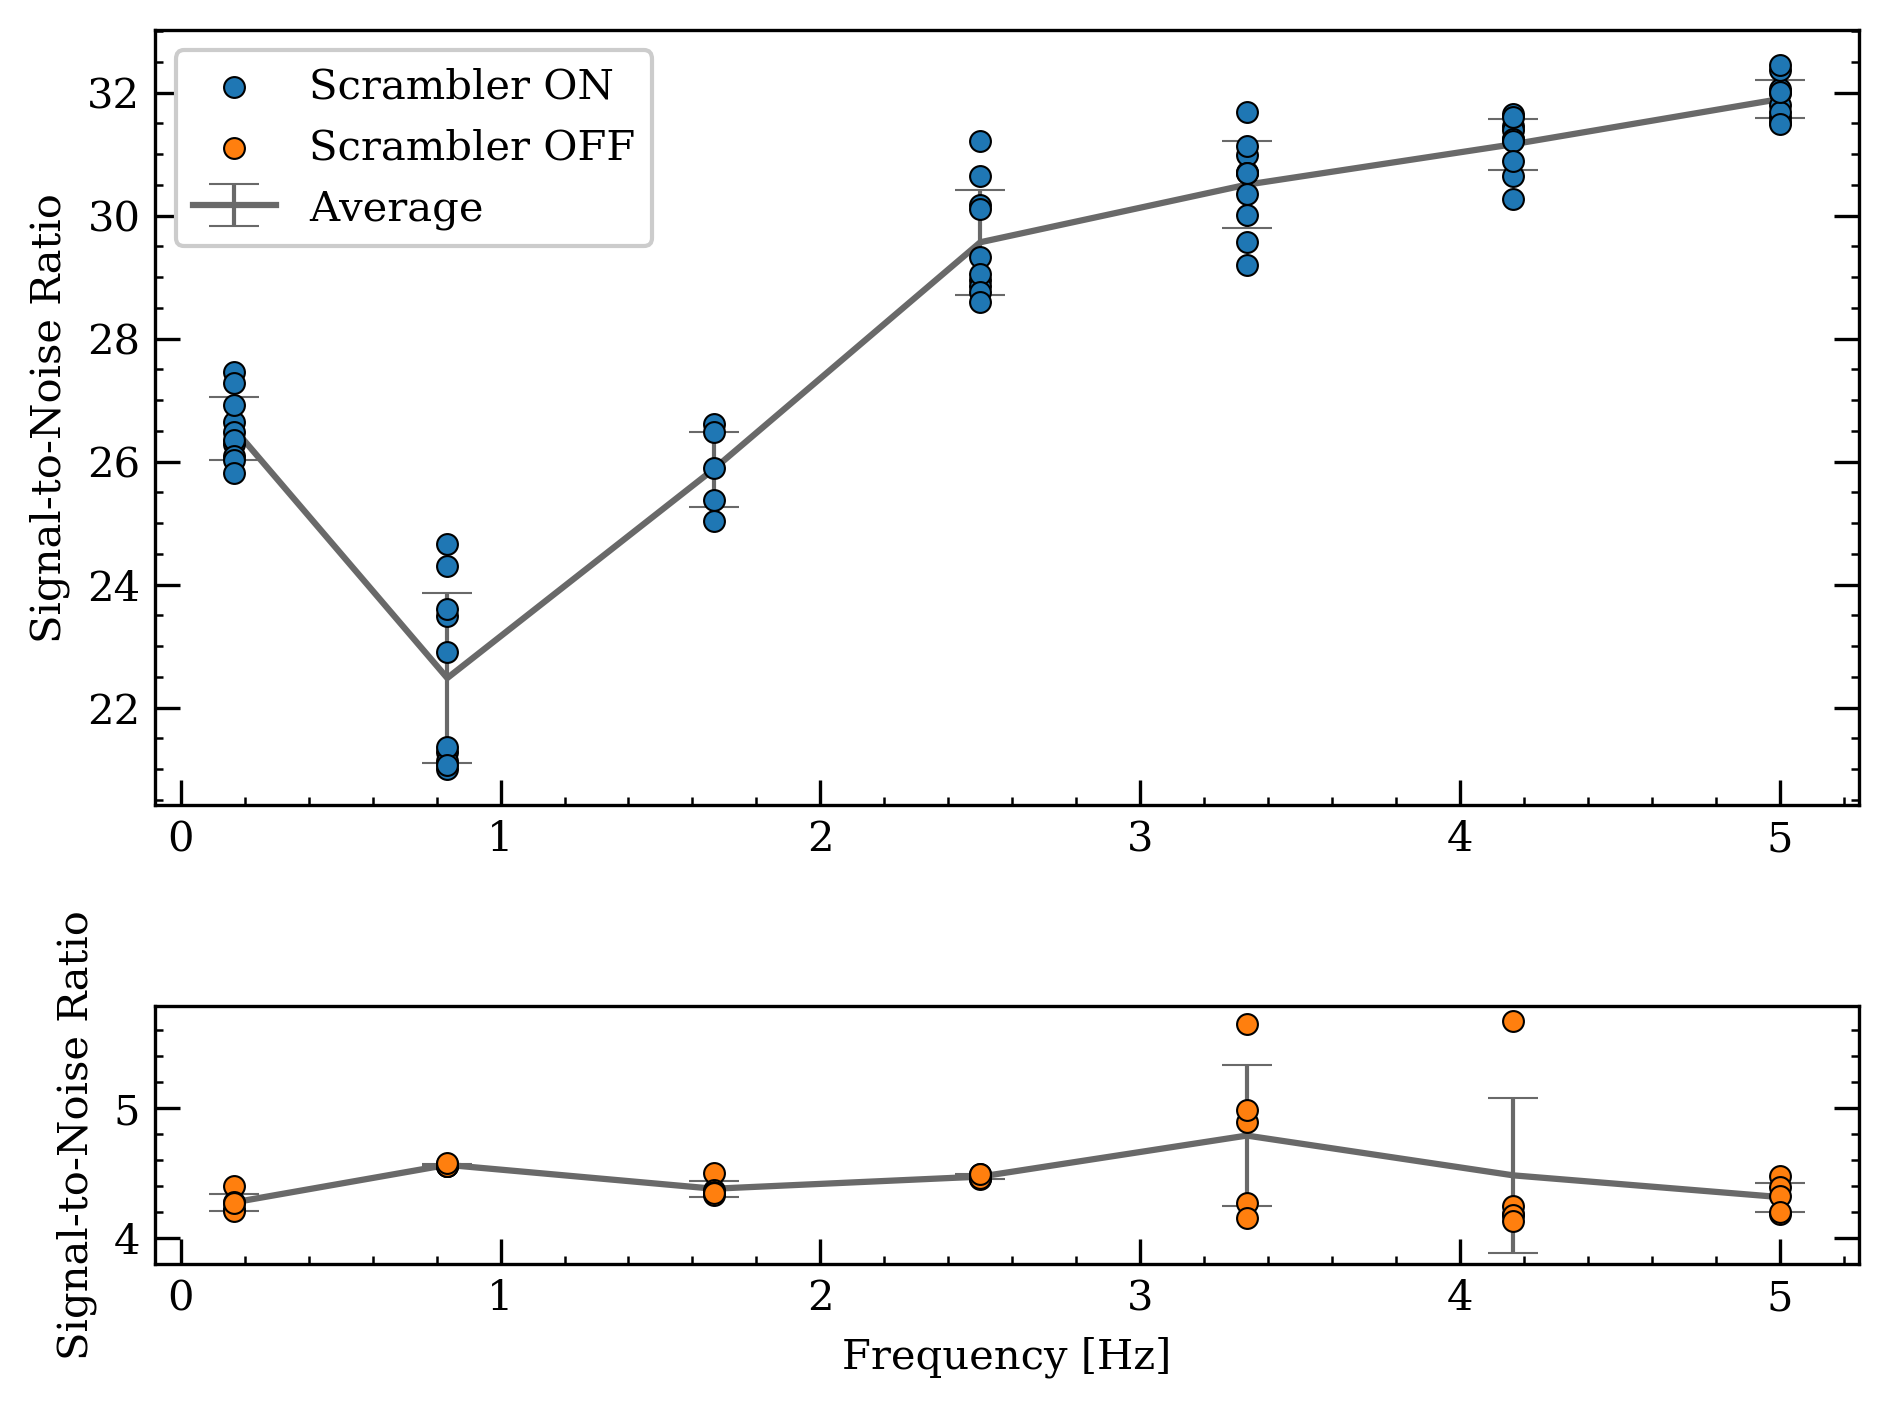 Scrambler ON
Scrambler OFF
Average
Signal-to-Noise Ratio
32
30
28
26
24
22
0 1 2 3 4 5
Signal-to-Noise Ratio
5
4
0 1 2 3 4 5
Frequency [Hz]